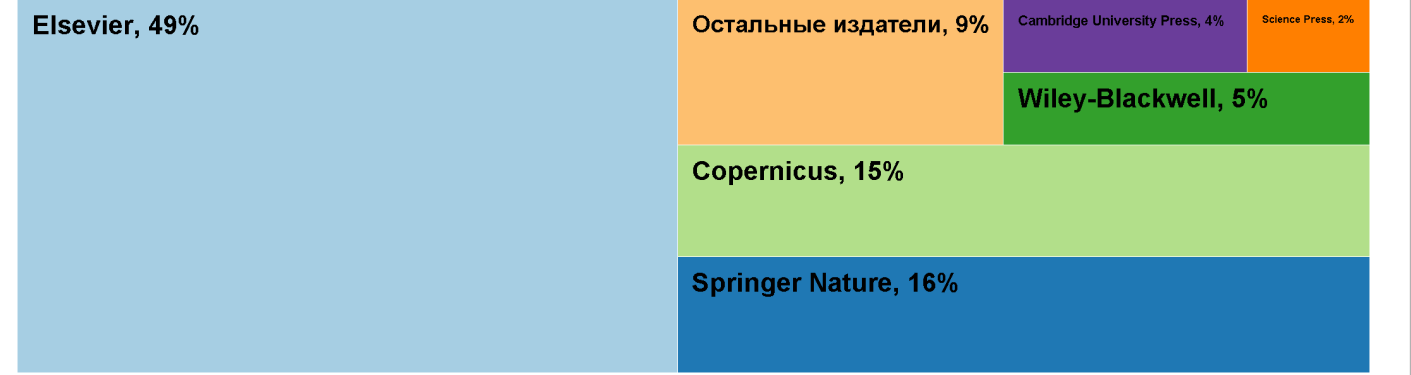 Elsevier, 49%
Остальные издатели, 9%
Cambridge University Press, 4%
Science Press, 2%
Wiley-Blackwell, 5%
Copernicus, 15%
Springer Nature, 16%